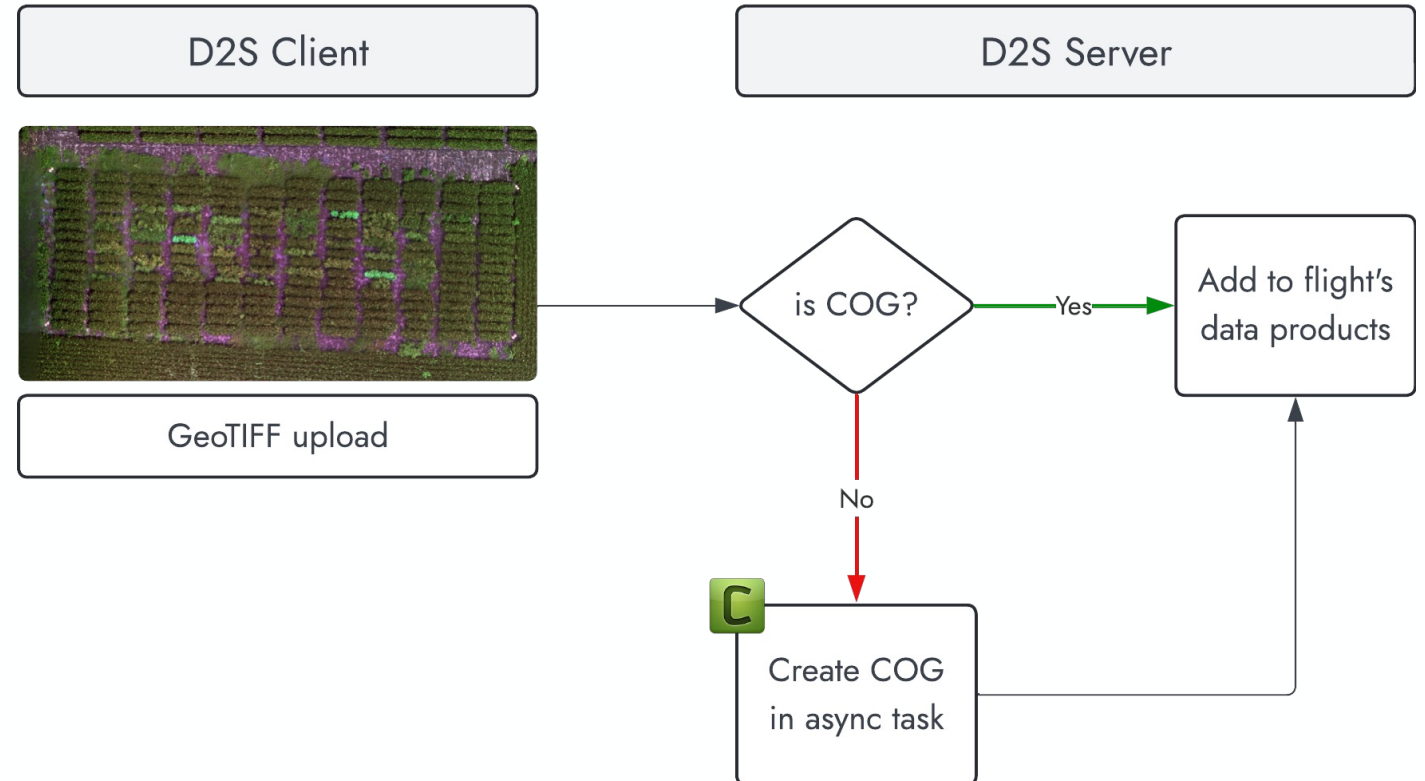 D2S Client
D2S Server
GeoTIFF upload
is COG?
Yes
Add to flight's
data products
No
C
Create COG
in async task